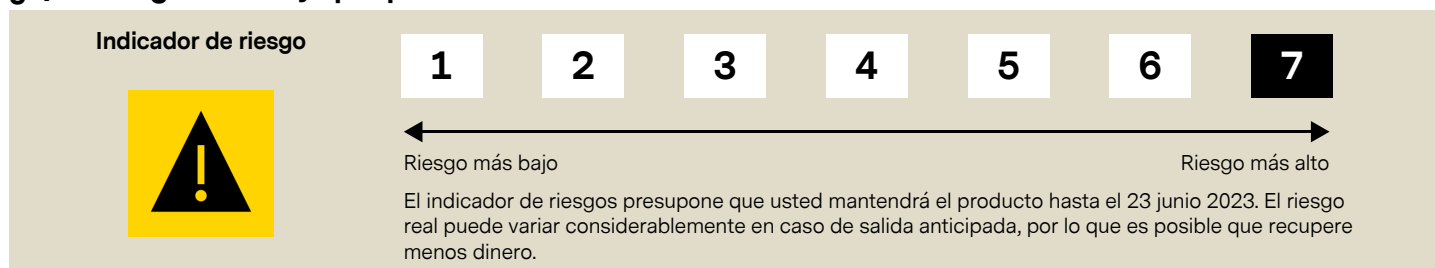 Indicador de riesgo
1 2 3 4 5 6 7
Riesgo más bajo
Riesgo más alto
El indicador de riesgos presupone que usted mantendrá el producto hasta el 23 junio 2023. El riesgo
real puede variar considerablemente en caso de salida anticipada, por lo que es posible que recupere
menos dinero.